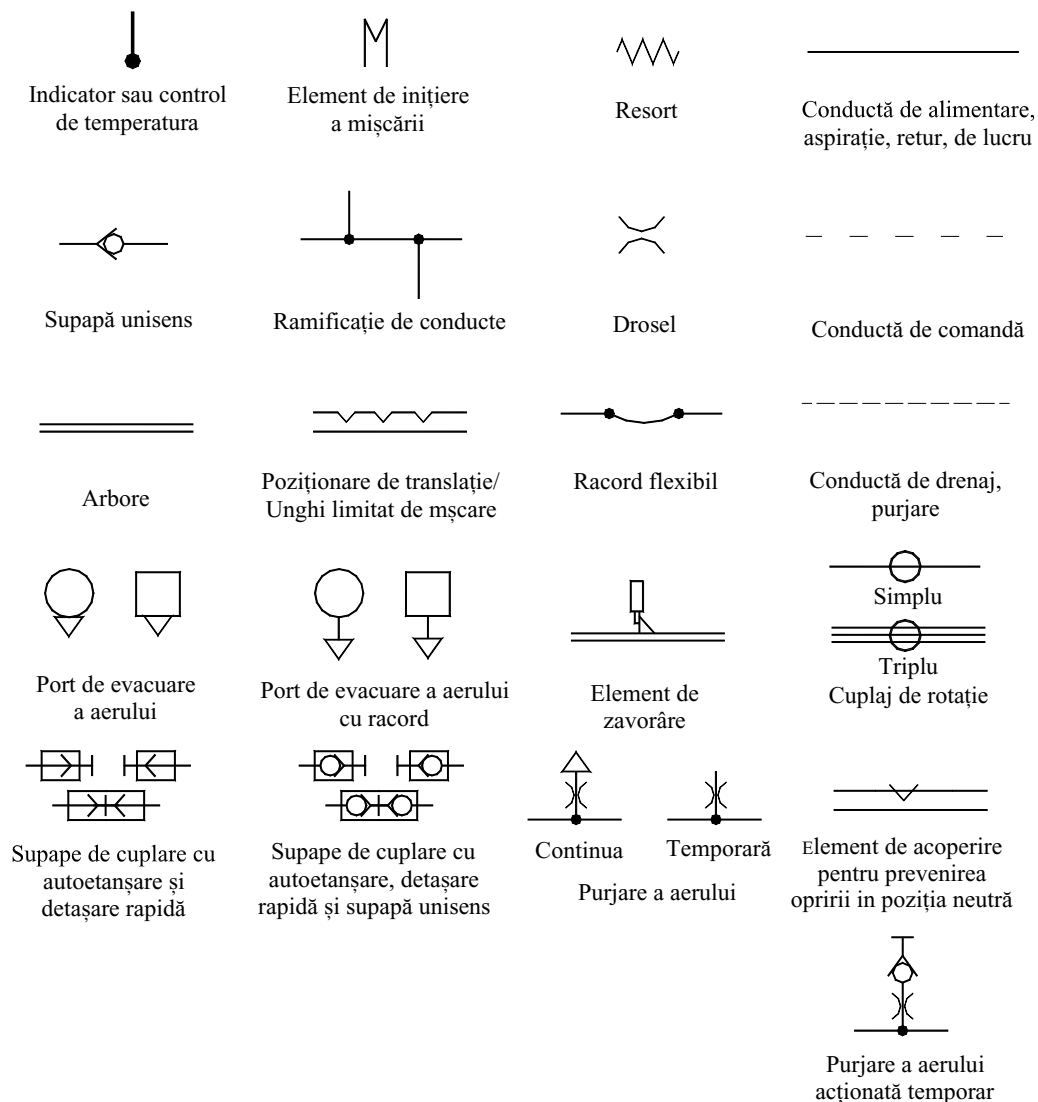 Indicator sau control
de temperatura
Element de inițiere
a mișcării
Resort
Conductă de alimentare,
aspirație, retur, de lucru
Supapă unisens
Ramificație de conducte
Drosel
Conductă de comandă
Arbore
Poziționare de translație/
Unghi limitat de mșcare
Racord flexibil
Conductă de drenaj,
purjare
Port de evacuare
a aerului
Port de evacuare a aerului
cu racord
Element de
zavorâre
Simplu
Triplu
Cuplaj de rotație
Supape de cuplare cu
autoetanșare și
detașare rapidă
Supape de cuplare cu
autoetanșare, detașare
rapidă și supapă unisens
Continua
Temporară
Purjare a aerului
Element de acoperire
pentru prevenirea
opririi in poziția neutră
Purjare a aerului
acționată temporar